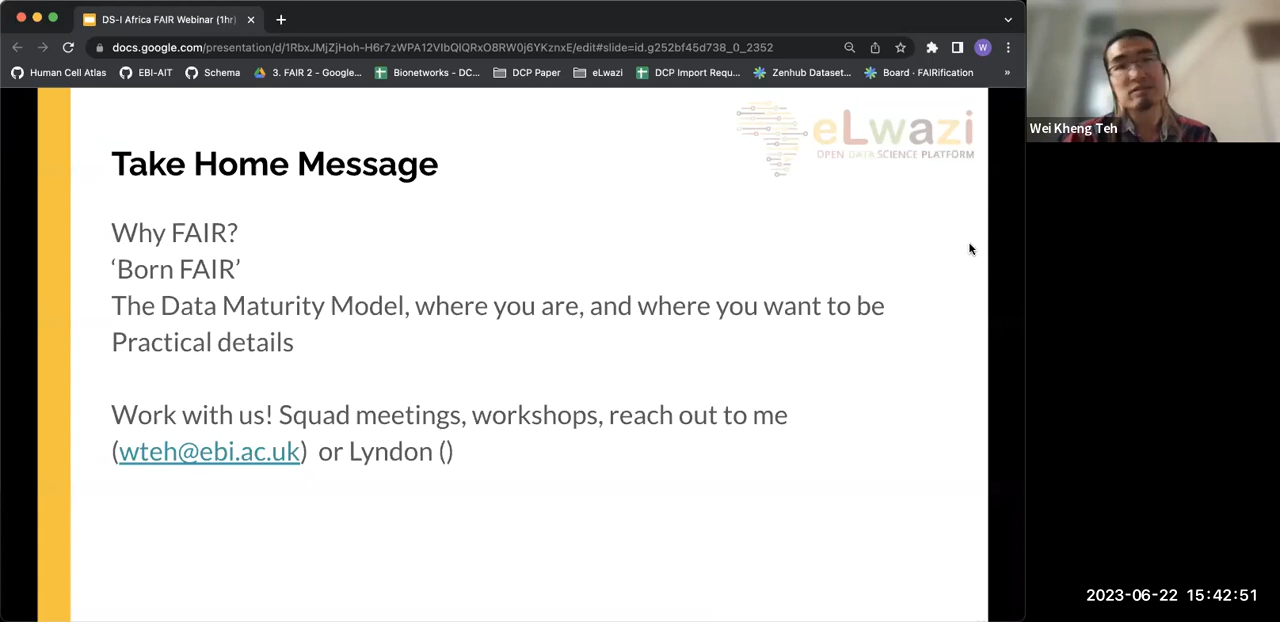 DS-I Africa FAIR Webinar (1hr)
docs.google.com/presentation/d/1RbxJMjZjHoh-H6r7zWPA12VIbQIQRxO8RW0j6YKznxE/edit#slide=id.g252bf45d738_0_2352
W
Human Cell Atlas
EBI-AIT
Schema
3. FAIR 2 - Google...
Bionetworks - DC...
DCP Paper
eLwazi
DCP Import Requ...
Zenhub Dataset...
Board · FAIRification
»
eLwazi
OPEN DATA SCIENCE PLATFORM
Take Home Message
Why FAIR?
‘Born FAIR’
The Data Maturity Model, where you are, and where you want to be
Practical details
Work with us! Squad meetings, workshops, reach out to me
(wteh@ebi.ac.uk) or Lyndon ()
Wei Kheng Teh
2023-06-22 15:42:51